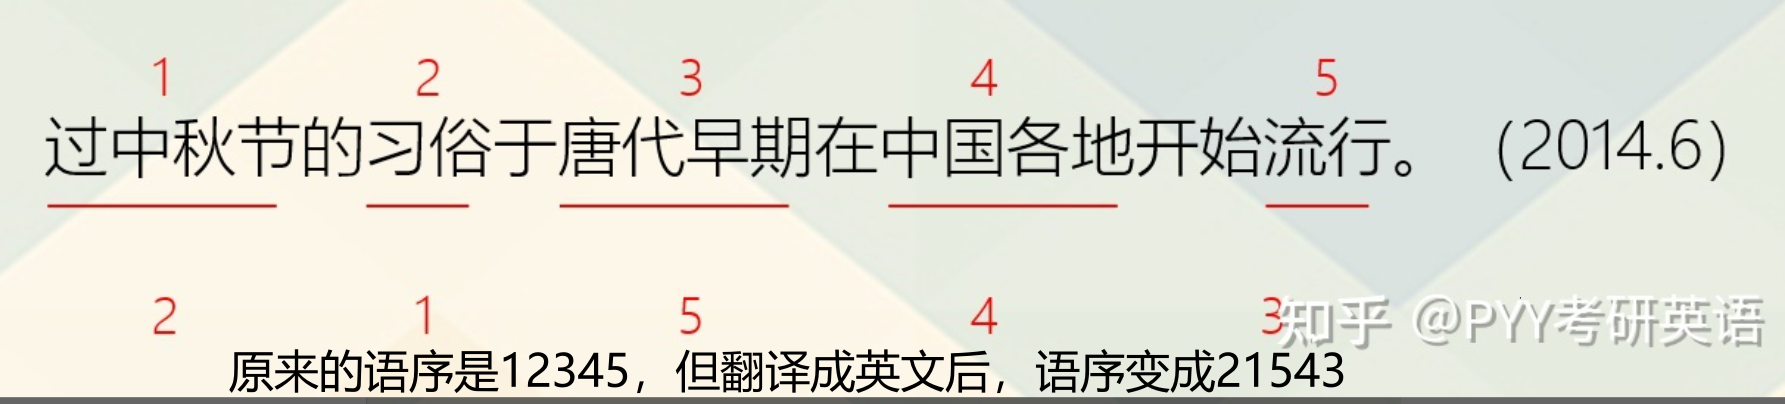 1 2 3 4 5
过中秋节的习俗于唐代早期在中国各地开始流行。（2014.6）
2 1 5 4 3
知乎 @PYY考研英语
原来的语序是12345，但翻译成英文后，语序变成21543